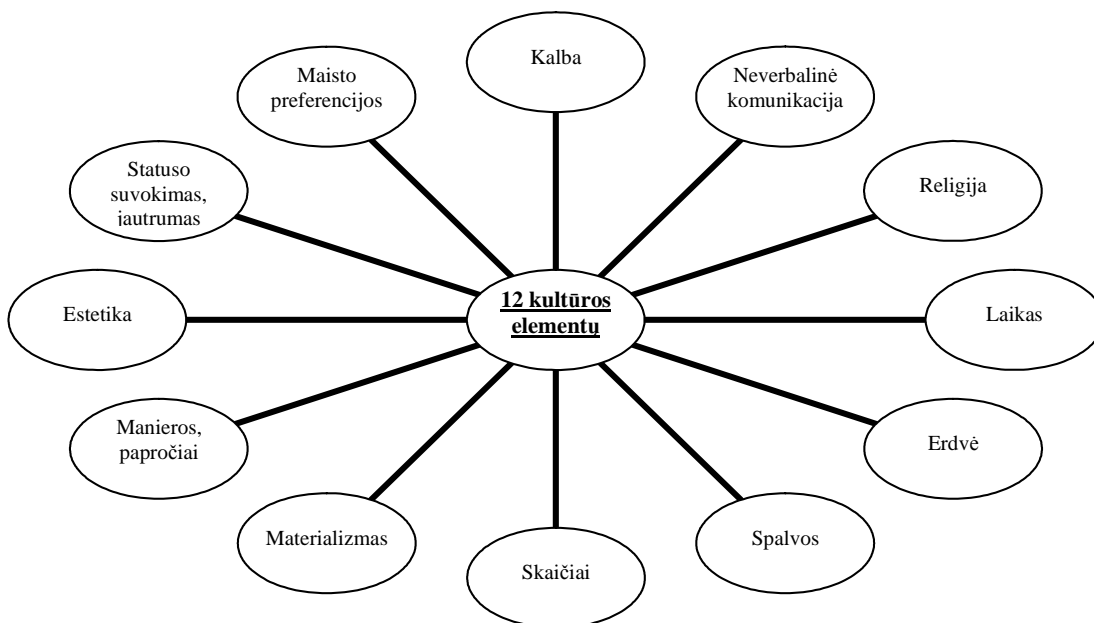 12 kultūros
elementų
Kalba
Neverbalinė
komunikacija
Religija
Laikas
Erdvė
Spalvos
Skaičiai
Materializmas
Manieros,
papročiai
Estetika
Statuso
suvokimas,
jautrumas
Maisto
preferencijos